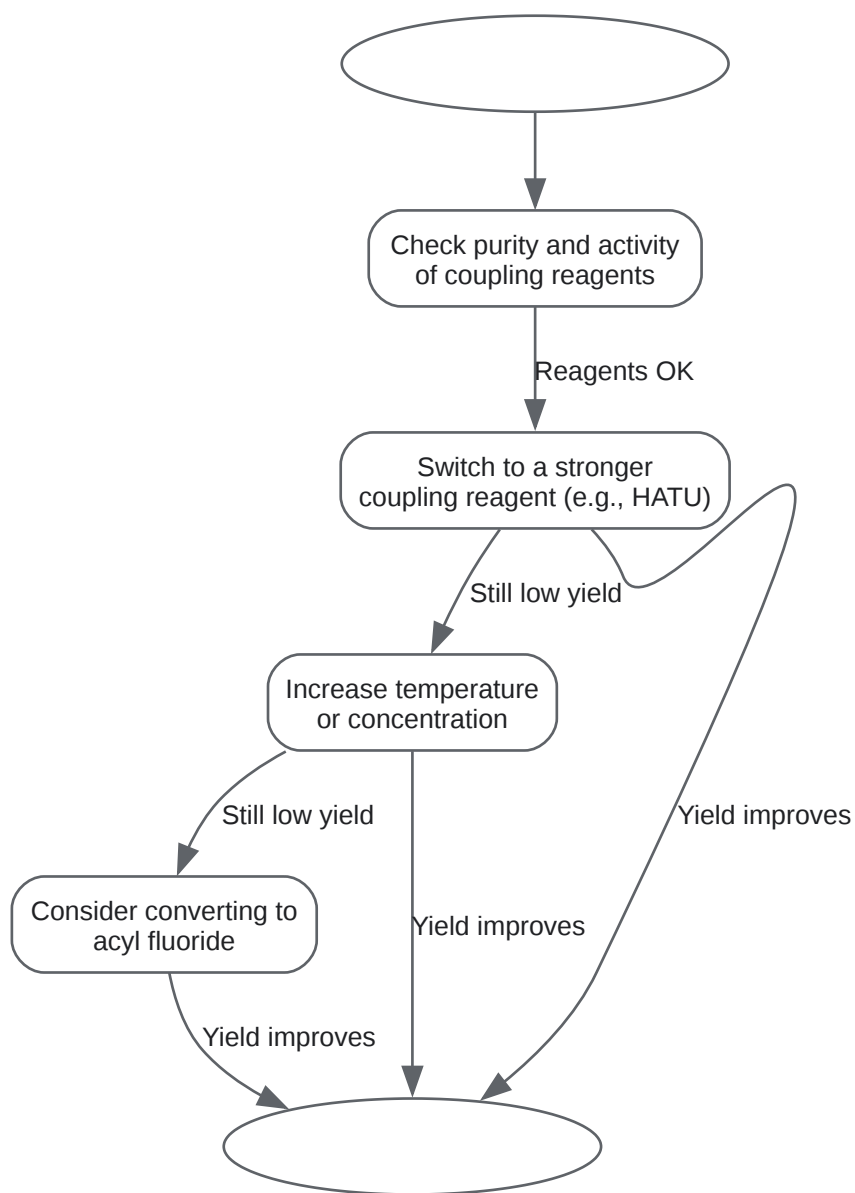 Check purity and activity
of coupling reagents
Reagents OK
Switch to a stronger
coupling reagent (e.g., HATU)
Still low yield
Increase temperature
or concentration
Still low yield
Yield improves
Consider converting to
acyl fluoride
Yield improves
Yield improves